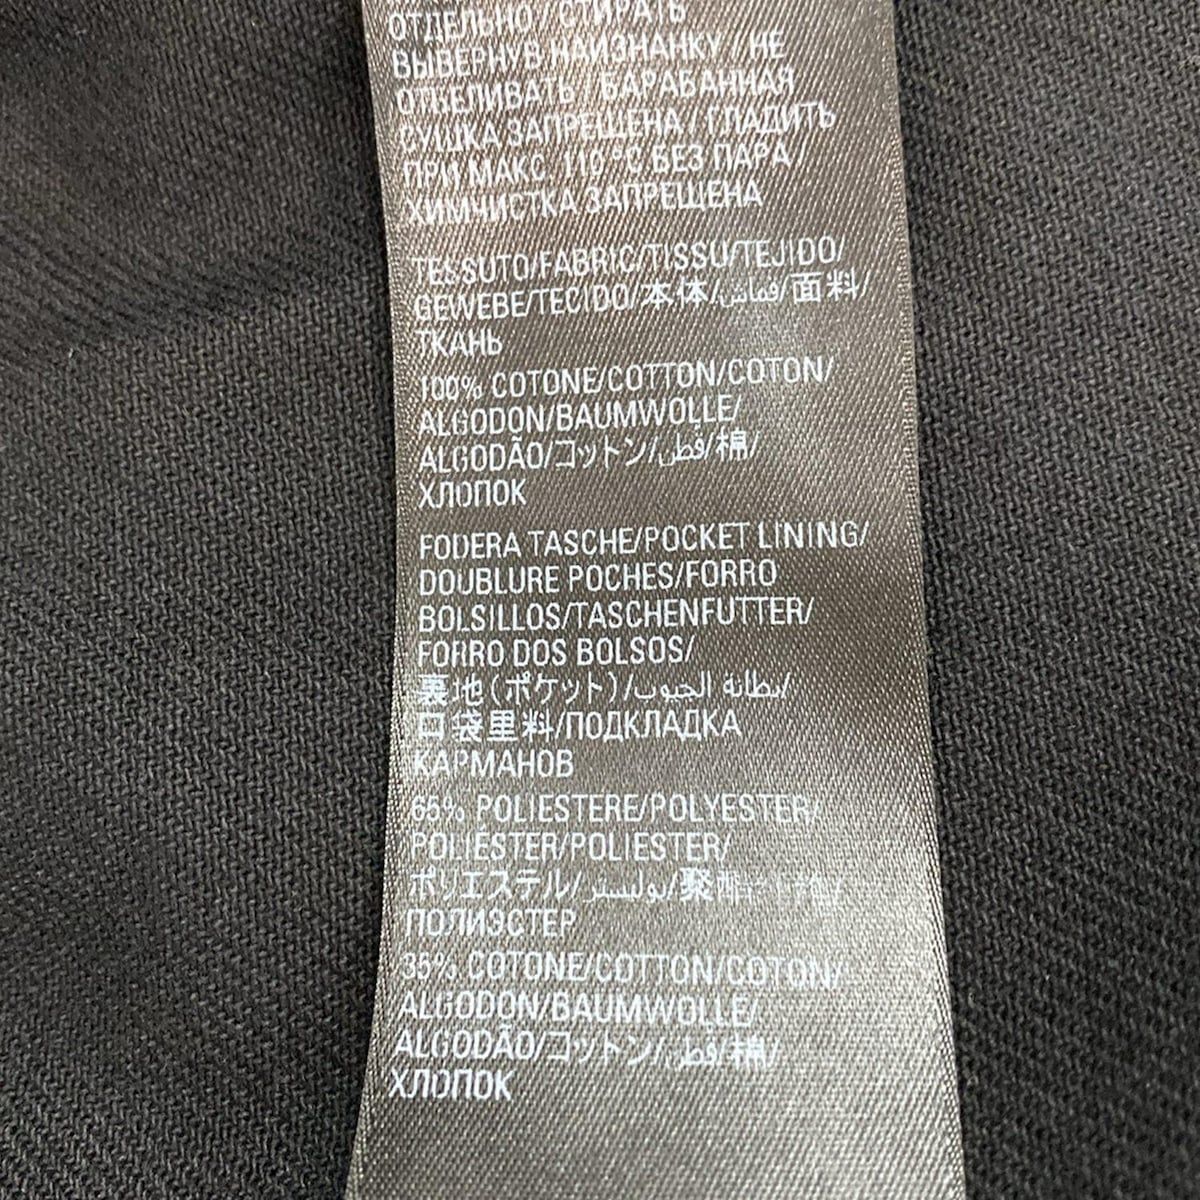 ОТДЕЛЬНО / СТИРАТЬ
ВЫВЕРНУВ НАИЗНАНКУ / НЕ
ОТБЕЛИВАТЬ / БАРАБАННАЯ
СУШКА ЗАПРЕЩЕНА / ГЛАДИТЬ
ПРИ МАКС. 110 °C БЕЗ ПАРА /
ХИМЧИСТКА ЗАПРЕЩЕНА
TESSUTO/FABRIC/TISSU/TEJIDO/
GEWEBE/TECIDO/本体/قماش/面料/
ТКАНЬ
100% COTONE/COTTON/COTON/
ALGODON/BAUMWOLLE/
ALGODÃO/コットン/قطن/棉/
ХЛОПОК
FODERA TASCHE/POCKET LINING/
DOUBLURE POCHES/FORRO
BOLSILLOS/TASCHENFUTTER/
FORRO DOS BOLSOS/
裏地(ポケット)/بطانة الجيوب/
口袋里料/ПОДКЛАДКА
КАРМАНОВ
65% POLIESTERE/POLYESTER/
POLIÉSTER/POLIESTER/
ポリエステル/بوليستر/聚
ПОЛИЭСТЕР
35% COTONE/COTTON/COTON/
ALGODON/BAUMWOLLE/
ALGODÃO/コットン/قطن/棉/
ХЛОПОК